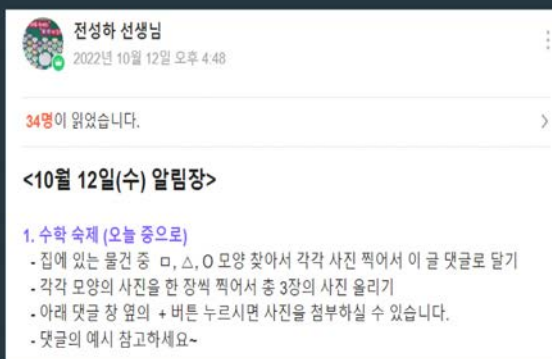 전성하 선생님
2022년 10월 12일 오후 4:48
34명이 읽었습니다.
<10월 12일(수) 알림장>
1. 수학 숙제 (오늘 중으로)
- 집에 있는 물건 중 ㅁ, △, O 모양 찾아서 각각 사진 찍어서 이 글 댓글로 달기
- 각각 모양의 사진을 한 장씩 찍어서 총 3장의 사진 올리기
- 아래 댓글 창 옆의 + 버튼 누르시면 사진을 첨부하실 수 있습니다.
- 댓글의 예시 참고하세요~